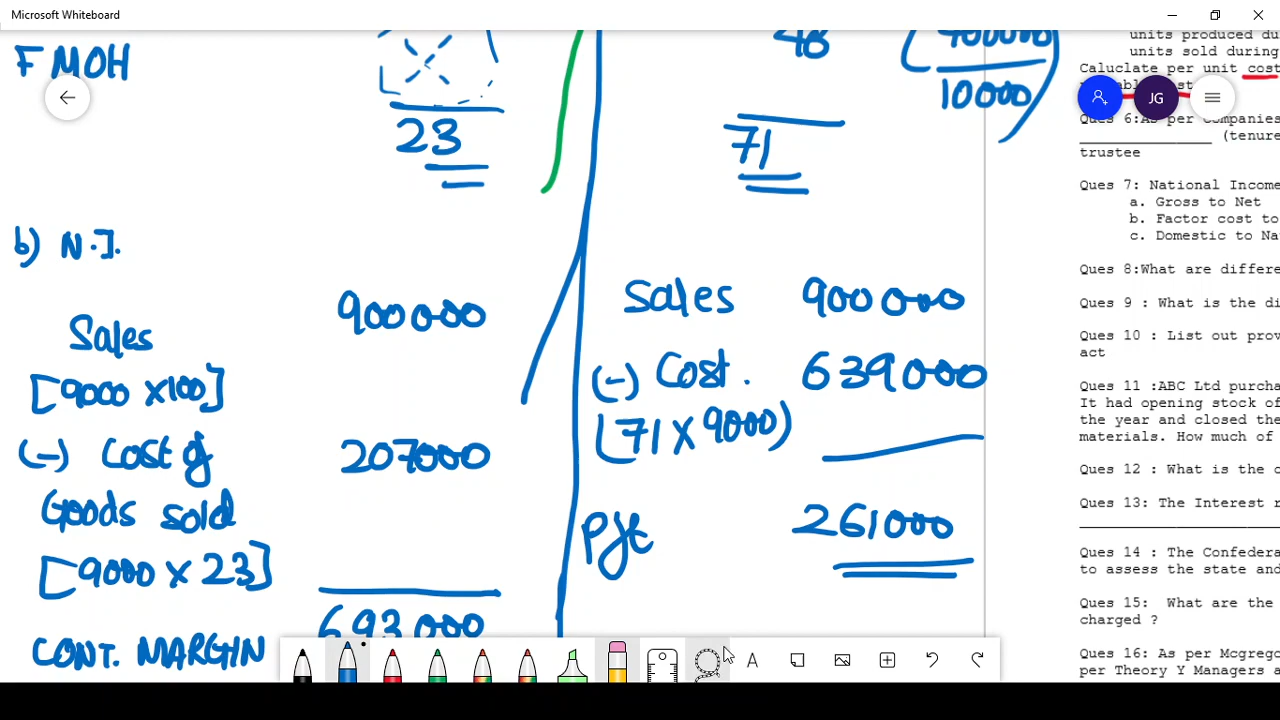 Microsoft Whiteboard
F MOH
23
48
400000
10000
71
b) N.I.
Sales
900000
[9000 x100]
(-) Cost of
207000
Goods sold
[9000 x 23]
693000
CONT. MARGIN
Sales 900000
(-) Cost. 639000
(71 x 9000)
Pft 261000
JG
A
units produced du
units sold during
Caluclate per unit cost
Ques 6:As per Companies
(tenure
trustee
Ques 7: National Income
a. Gross to Net
b. Factor cost to
c. Domestic to Na
Ques 8:What are differe
Ques 9 : What is the di
Ques 10 : List out prov
act
Ques 11 :ABC Ltd purcha
It had opening stock of
the year and closed the
materials. How much of
Ques 12 : What is the c
Ques 13: The Interest r
Ques 14 : The Confedera
to assess the state and
Ques 15: What are the
charged ?
Ques 16: As per Mcgrego
per Theory Y Managers a